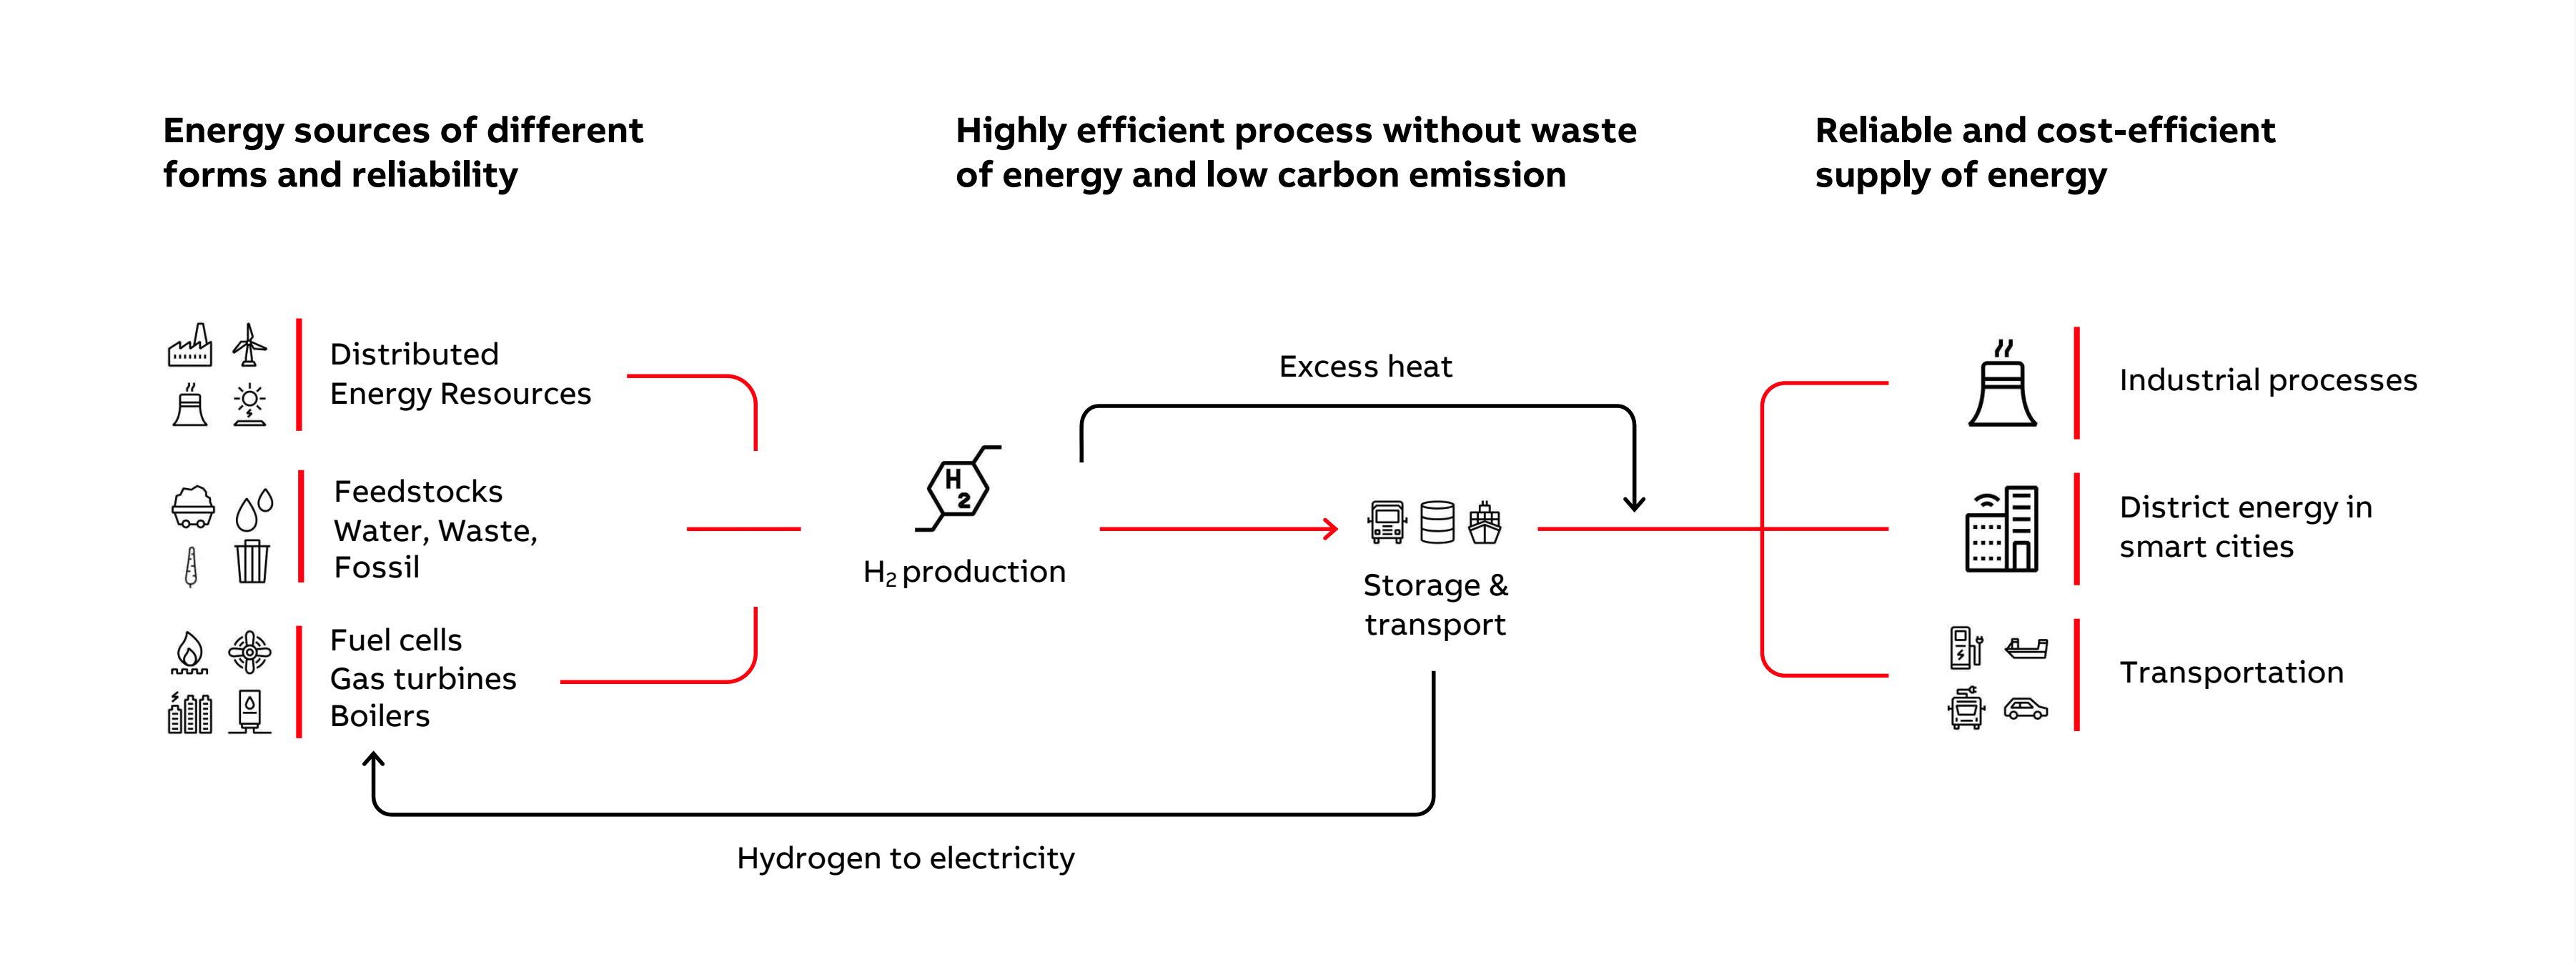 Energy sources of different
forms and reliability
Highly efficient process without waste
of energy and low carbon emission
Reliable and cost-efficient
supply of energy
Distributed
Energy Resources
Feedstocks
Water, Waste,
Fossil
Fuel cells
Gas turbines
Boilers
H
2
H₂ production
Excess heat
Storage &
transport
Hydrogen to electricity
Industrial processes
District energy in
smart cities
Transportation